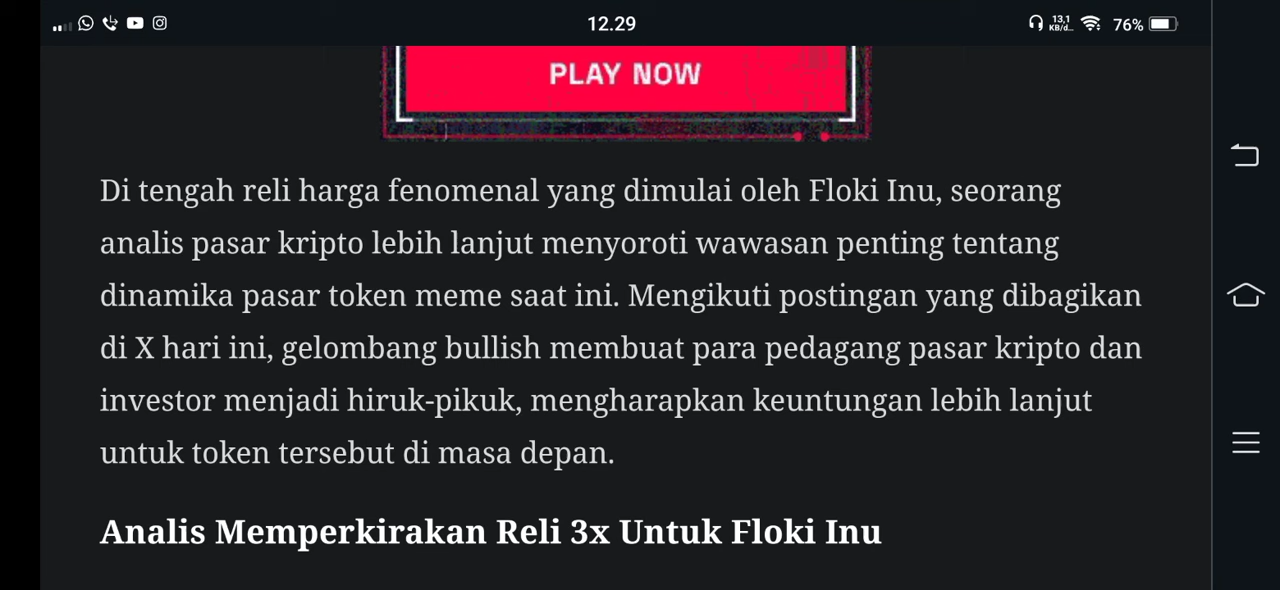 12.29
13,1
KB/d...
76%
PLAY NOW
Di tengah reli harga fenomenal yang dimulai oleh Floki Inu, seorang
analis pasar kripto lebih lanjut menyoroti wawasan penting tentang
dinamika pasar token meme saat ini. Mengikuti postingan yang dibagikan
di X hari ini, gelombang bullish membuat para pedagang pasar kripto dan
investor menjadi hiruk-pikuk, mengharapkan keuntungan lebih lanjut
untuk token tersebut di masa depan.
Analis Memperkirakan Reli 3x Untuk Floki Inu